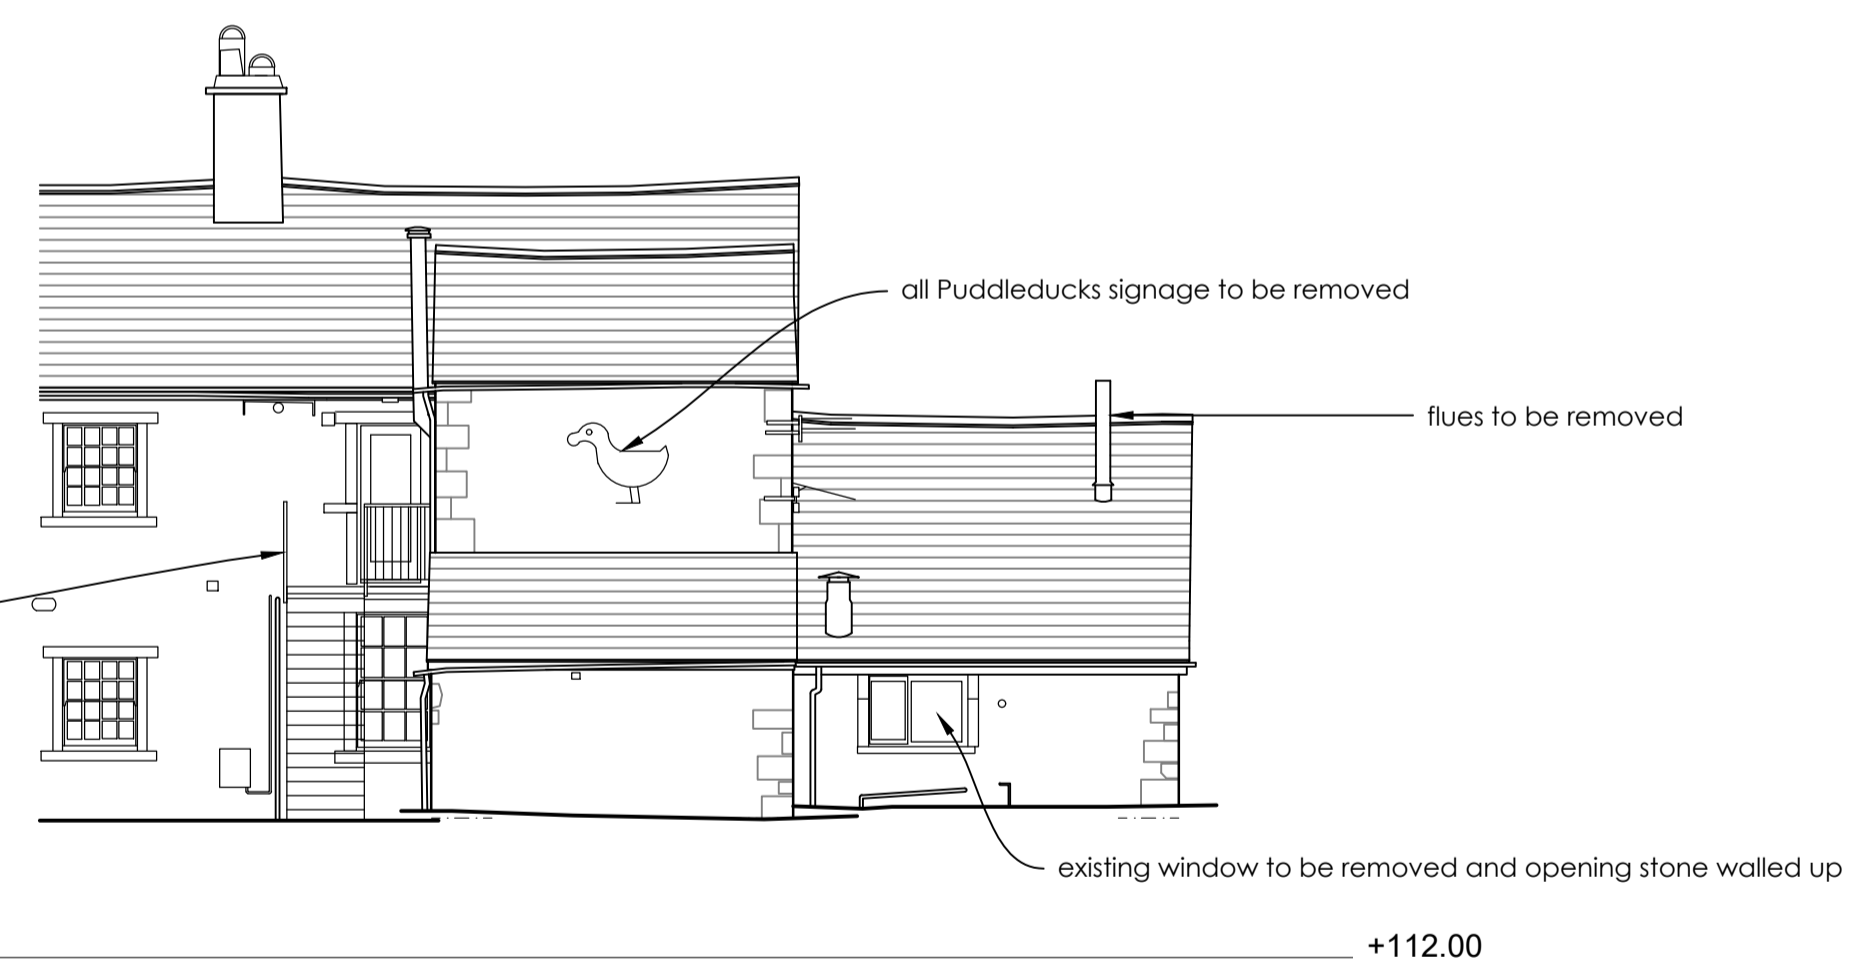 all Puddleducks signage to be removed
flues to be removed
existing window to be removed and opening stone walled up
+112.00